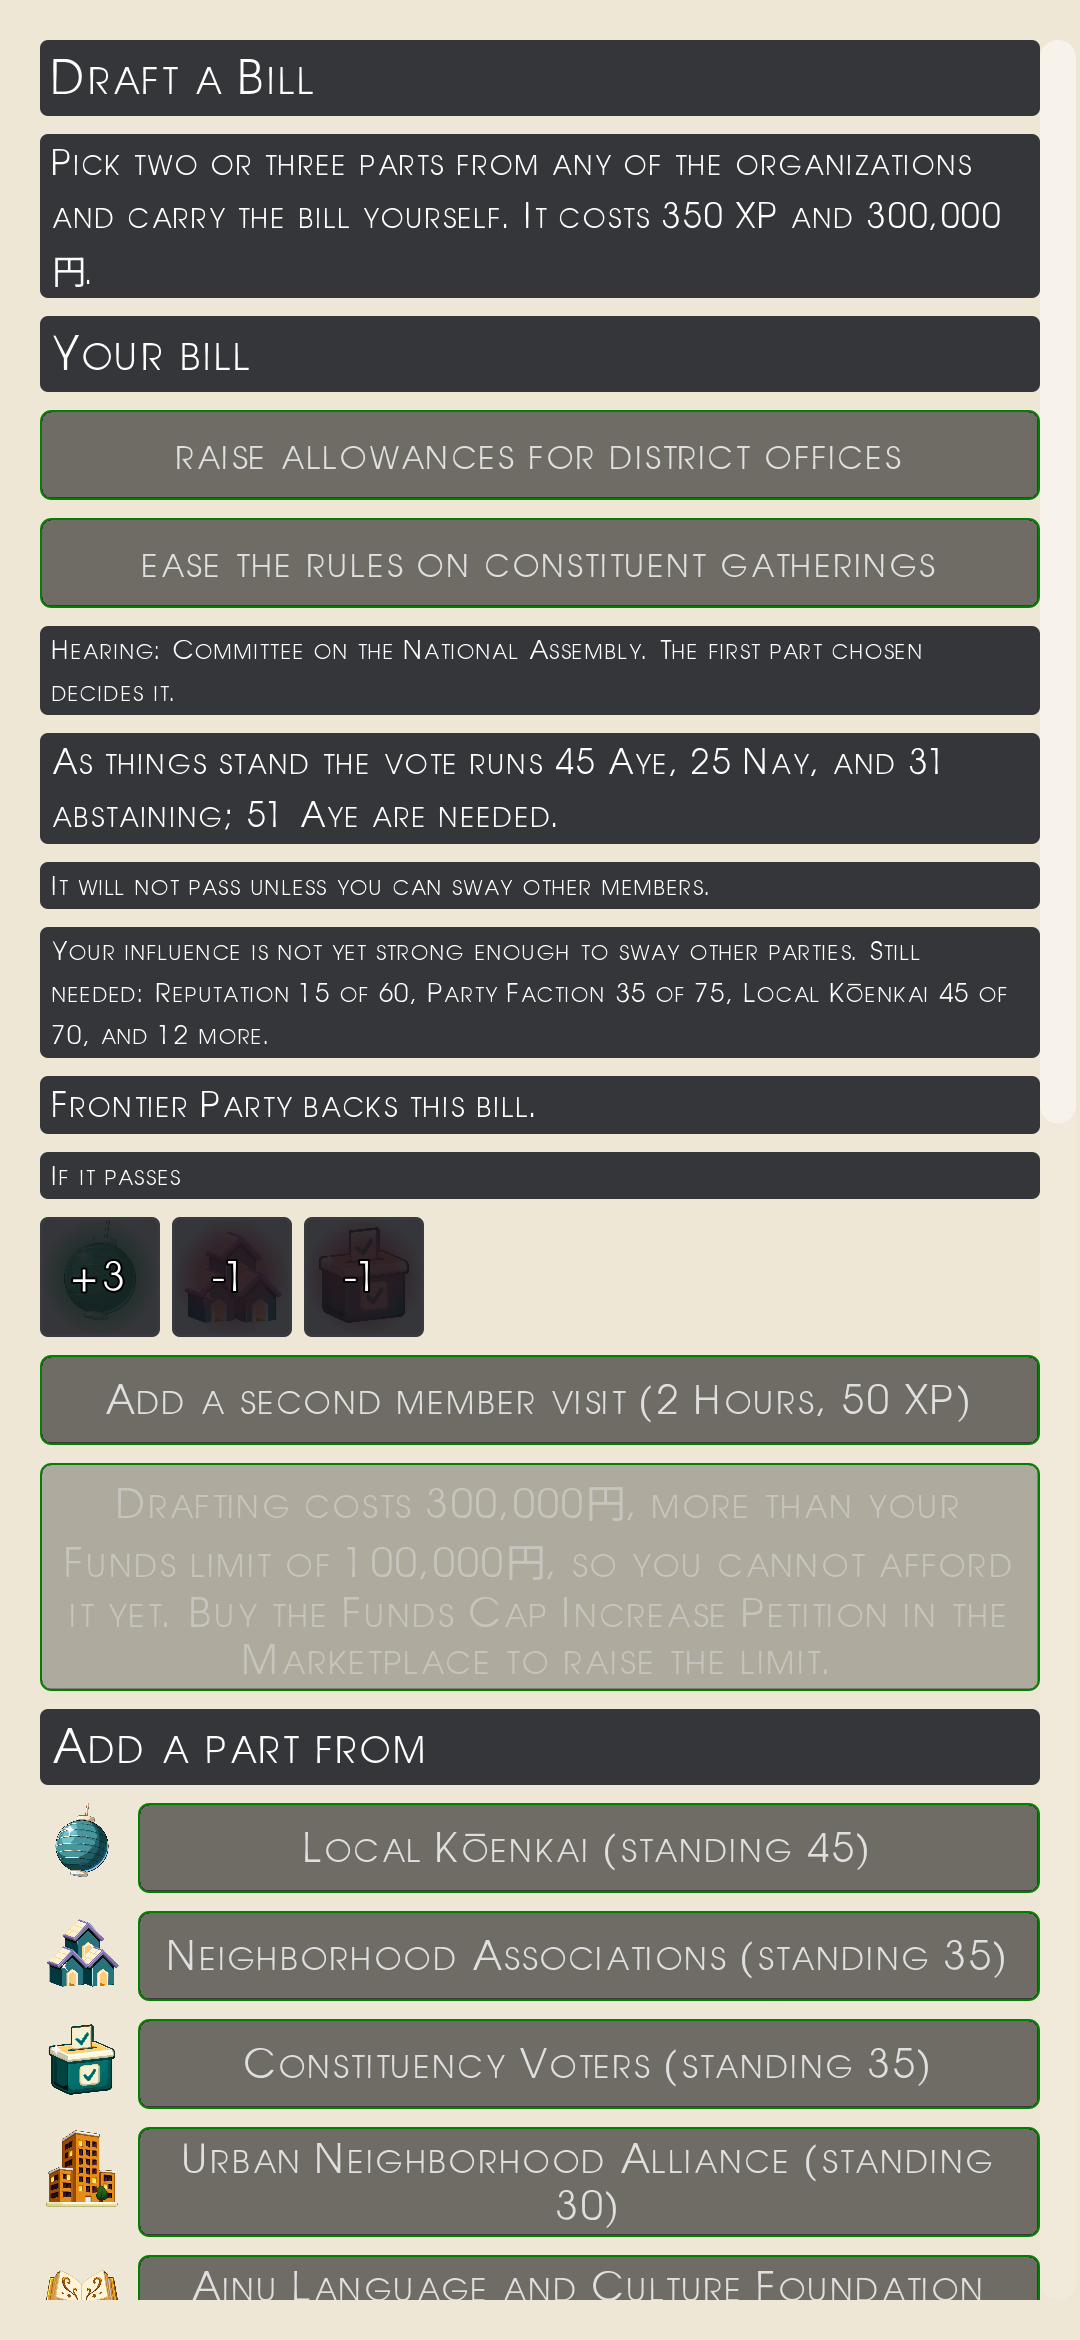 Draft a Bill
Pick two or three parts from any of the organizations
and carry the bill yourself. It costs 350 XP and 300,000
円.
Your bill
raise allowances for district offices
ease the rules on constituent gatherings
Hearing: Committee on the National Assembly. The first part chosen
decides it.
As things stand the vote runs 45 Aye, 25 Nay, and 31
abstaining; 51 Aye are needed.
It will not pass unless you can sway other members.
Your influence is not yet strong enough to sway other parties. Still
needed: Reputation 15 of 60, Party Faction 35 of 75, Local Kōenkai 45 of
70, and 12 more.
Frontier Party backs this bill.
If it passes
+3 -1 -1
Add a second member visit (2 Hours, 50 XP)
Drafting costs 300,000円, more than your
Funds limit of 100,000円, so you cannot afford
it yet. Buy the Funds Cap Increase Petition in the
Marketplace to raise the limit.
Add a part from
Local Kōenkai (standing 45)
Neighborhood Associations (standing 35)
Constituency Voters (standing 35)
Urban Neighborhood Alliance (standing
30)
Ainu Language and Culture Foundation